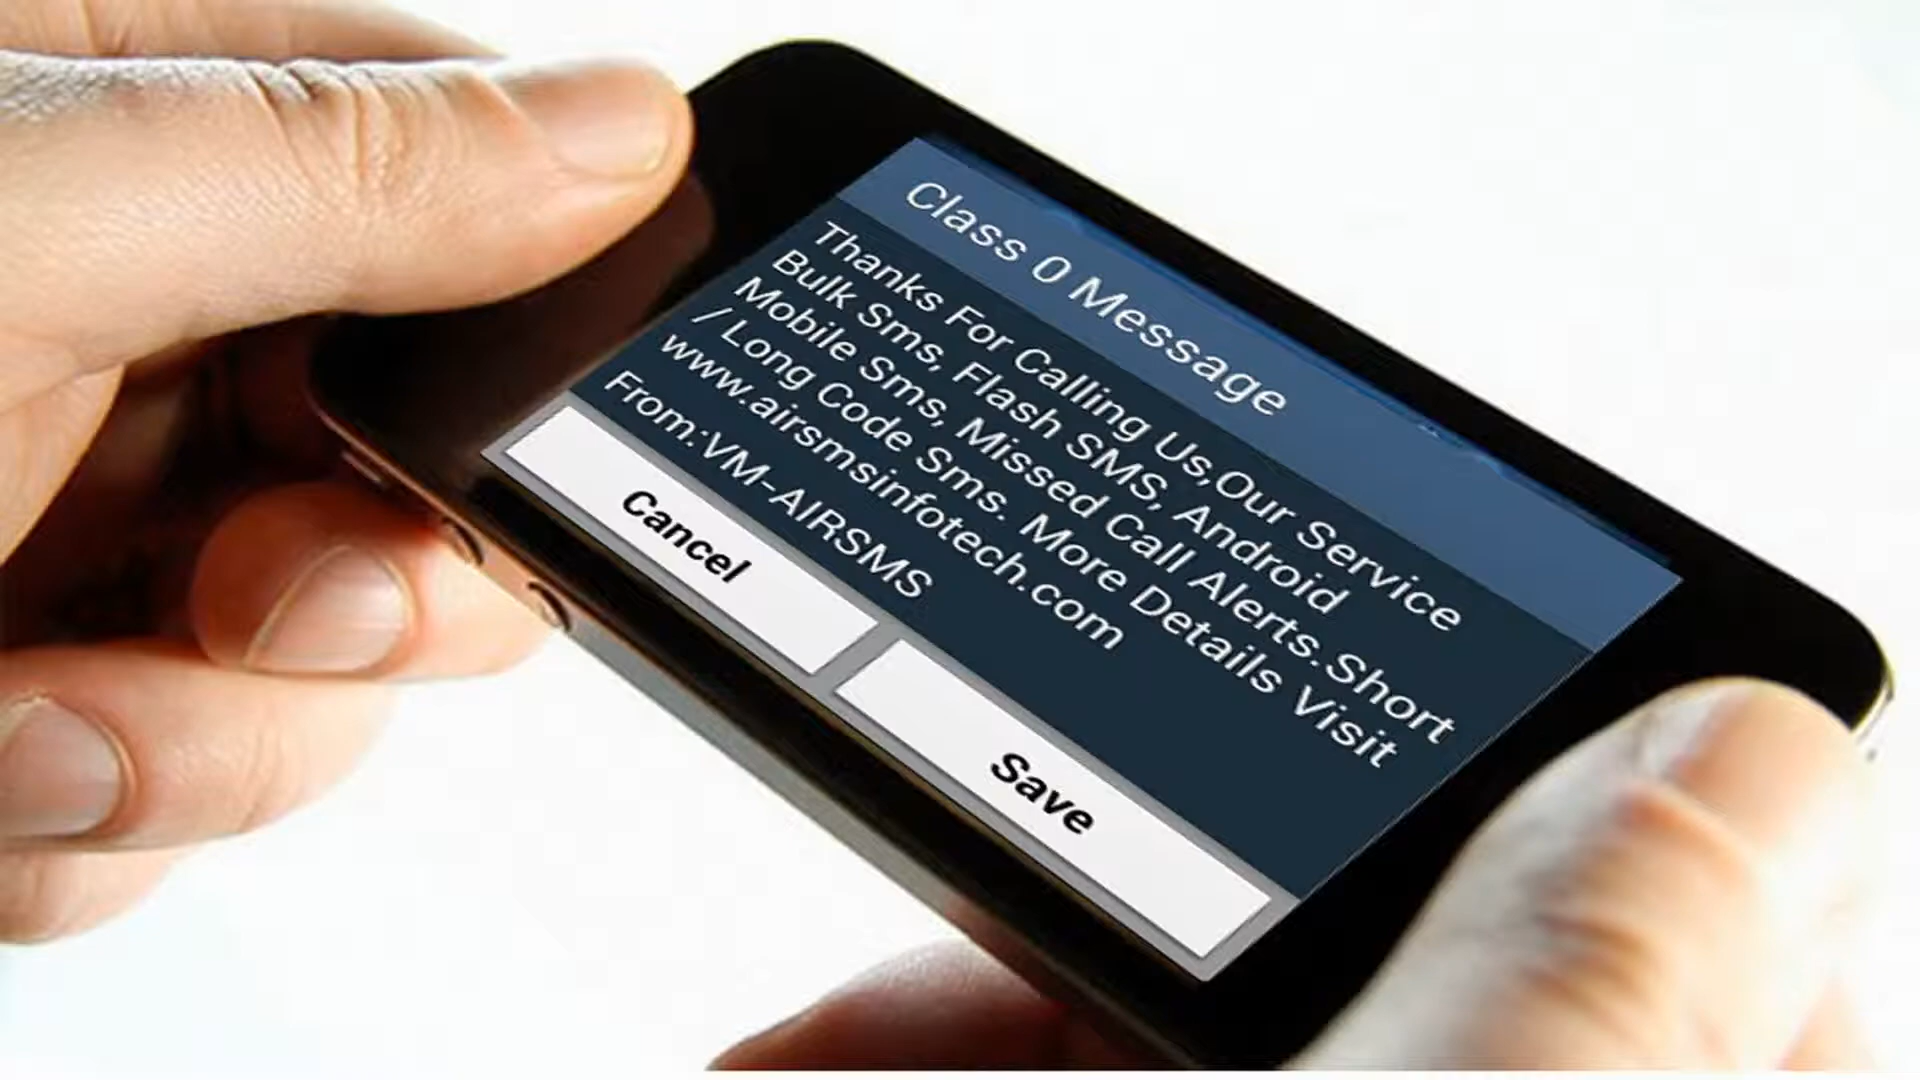 Class 0 Message
Thanks For Calling Us,Our Service
Bulk Sms, Flash SMS, Android
Mobile Sms, Missed Call Alerts.Short
/ Long Code Sms. More Details Visit
www.airsmsinfotech.com
From:VM-AIRSMS
Cancel
Save